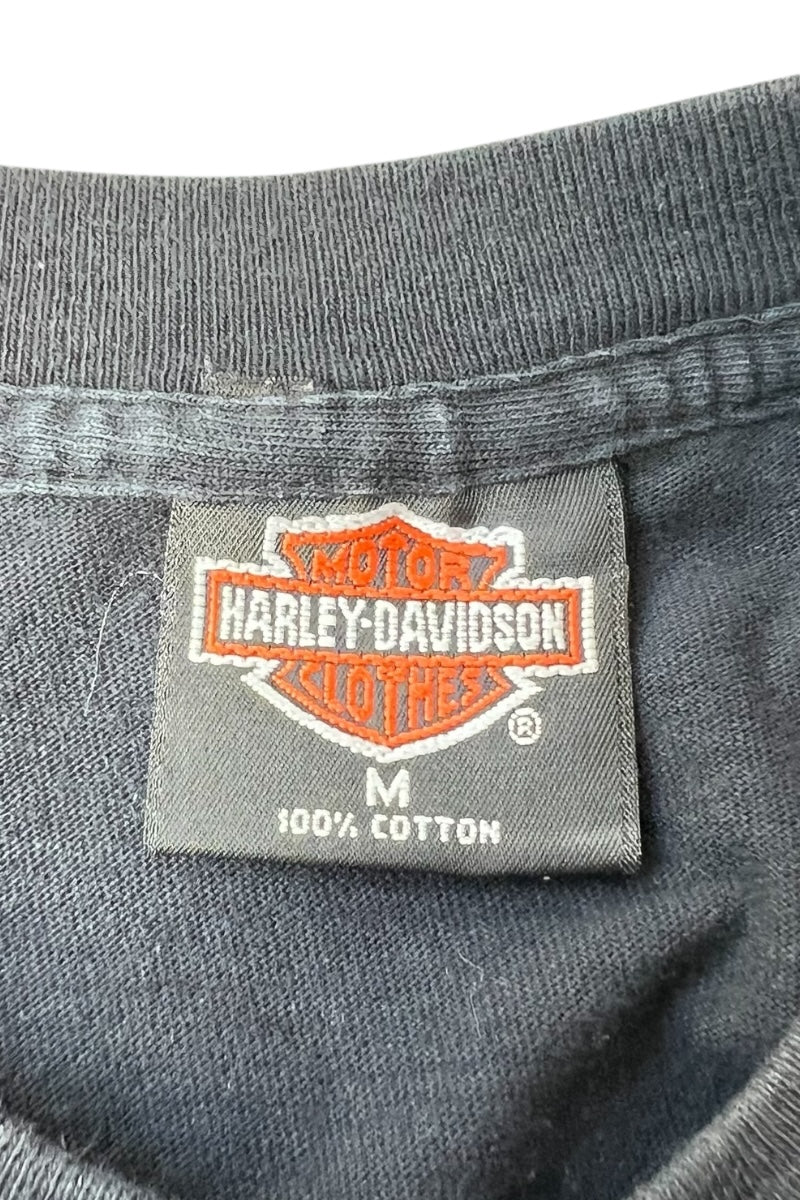 MOTOR
HARLEY-DAVIDSON
CLOTHES
®
M
100% COTTON